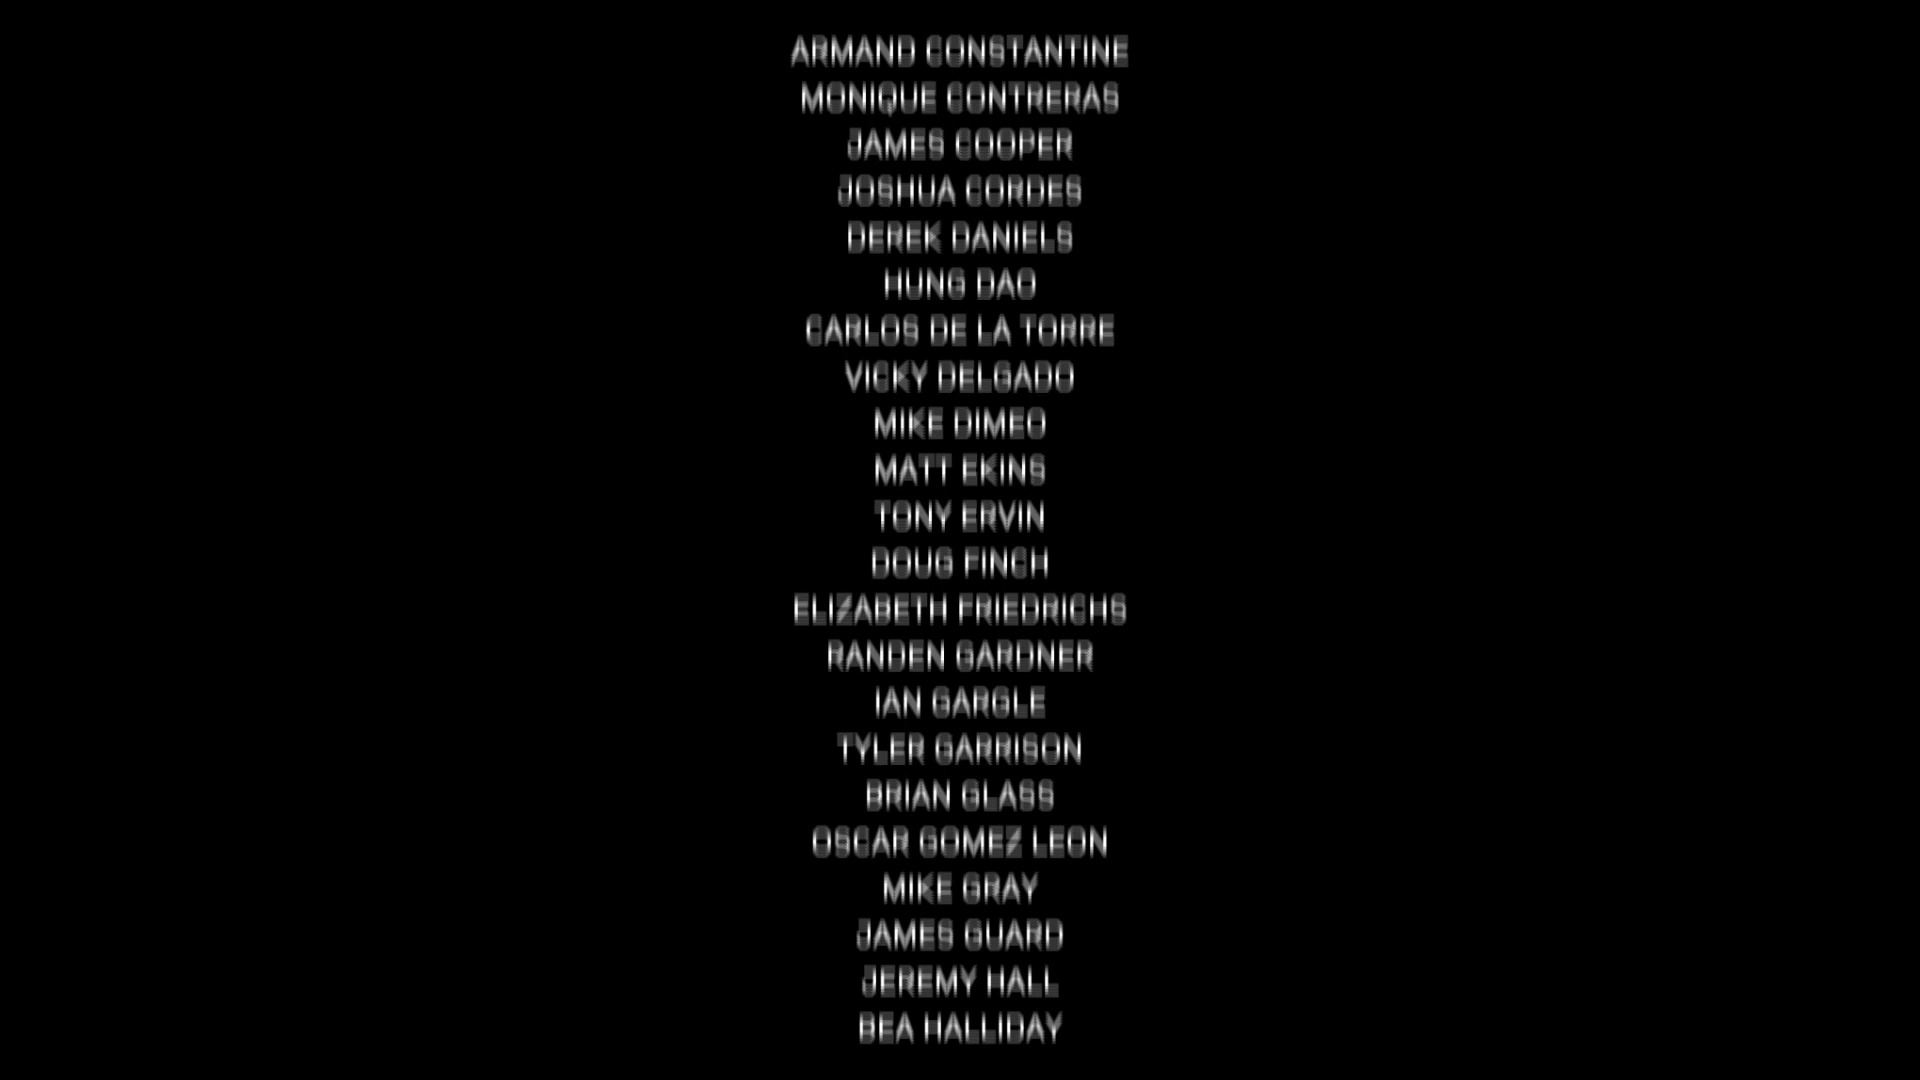 ARMAND CONSTANTINE
MONIQUE CONTRERAS
JAMES COOPER
JOSHUA CORDES
DEREK DANIELS
HUNG DAO
CARLOS DE LA TORRE
VICKY DELGADO
MIKE DIMEO
MATT EKINS
TONY ERVIN
DOUG FINCH
ELIZABETH FRIEDRICHS
RANDEN GARDNER
IAN GARGLE
TYLER GARRISON
BRIAN GLASS
OSCAR GOMEZ LEON
MIKE GRAY
JAMES GUARD
JEREMY HALL
BEA HALLIDAY